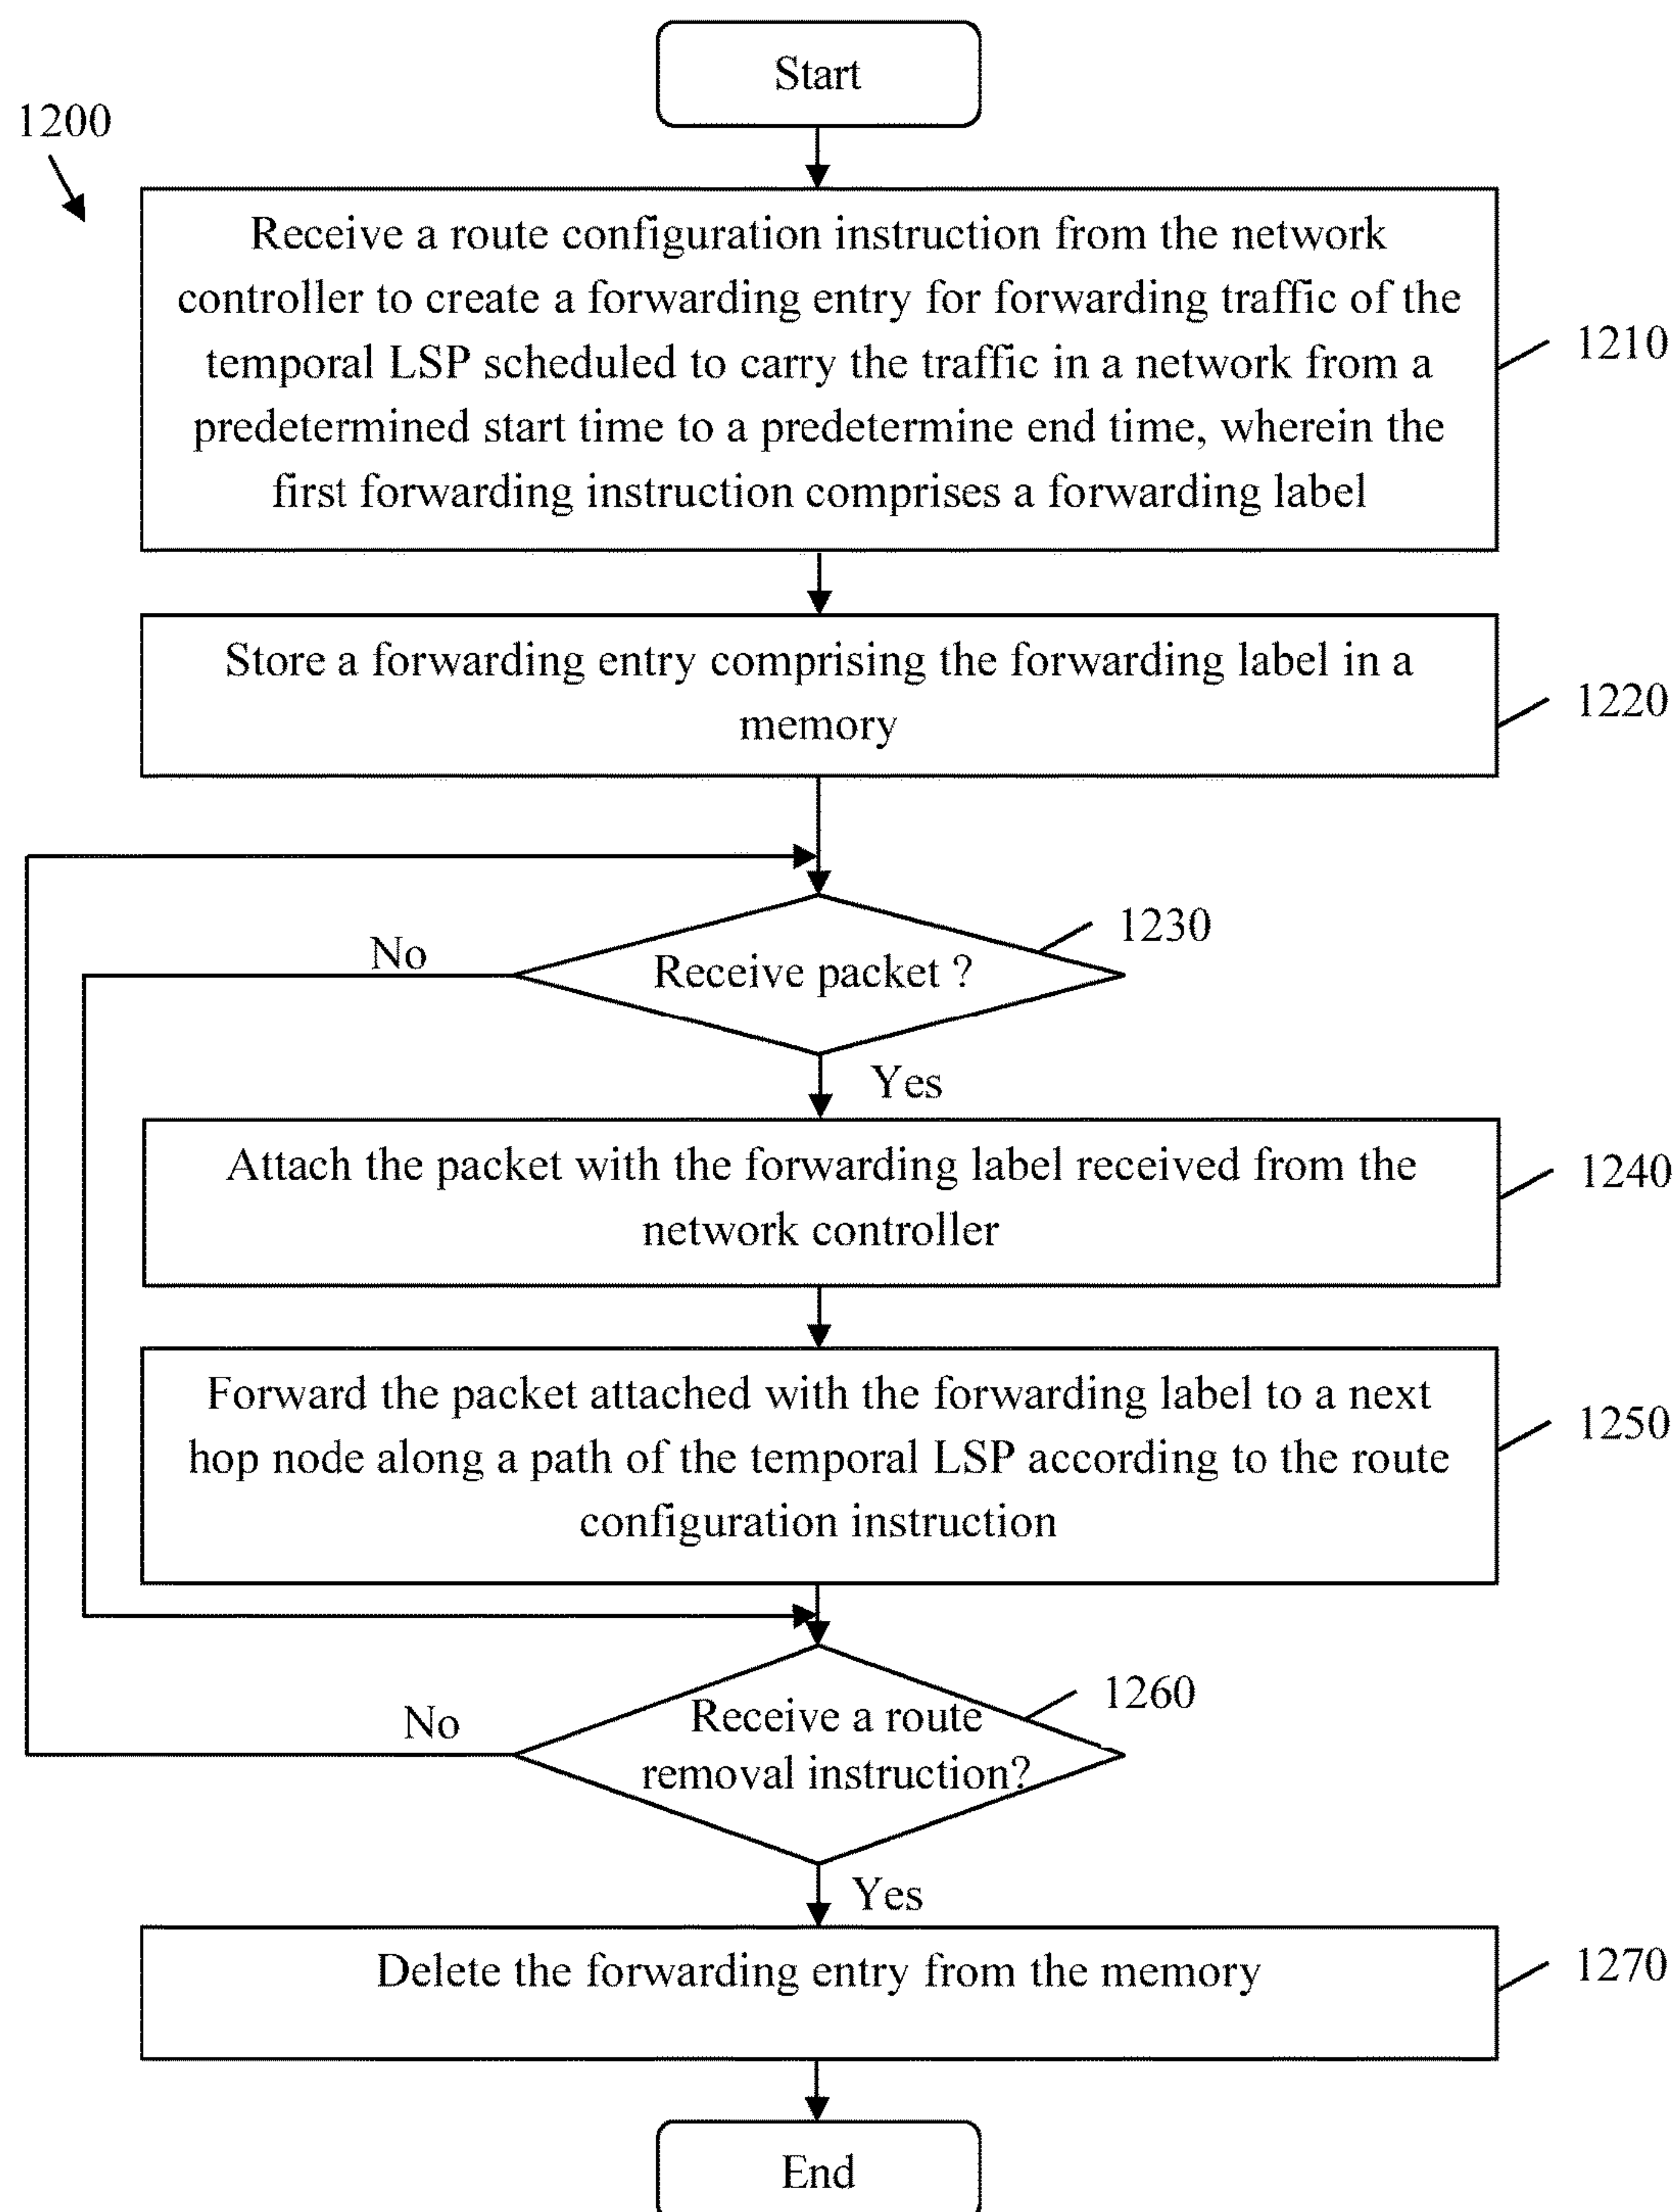 Start
1200
Receive a route configuration instruction from the network
controller to create a forwarding entry for forwarding traffic of the
temporal LSP scheduled to carry the traffic in a network from a
predetermined start time to a predetermine end time, wherein the
first forwarding instruction comprises a forwarding label
1210
Store a forwarding entry comprising the forwarding label in a
memory
1220
1230
No
Receive packet ?
Yes
Attach the packet with the forwarding label received from the
network controller
1240
Forward the packet attached with the forwarding label to a next
hop node along a path of the temporal LSP according to the route
configuration instruction
1250
1260
No
Receive a route
removal instruction?
Yes
Delete the forwarding entry from the memory
1270
End